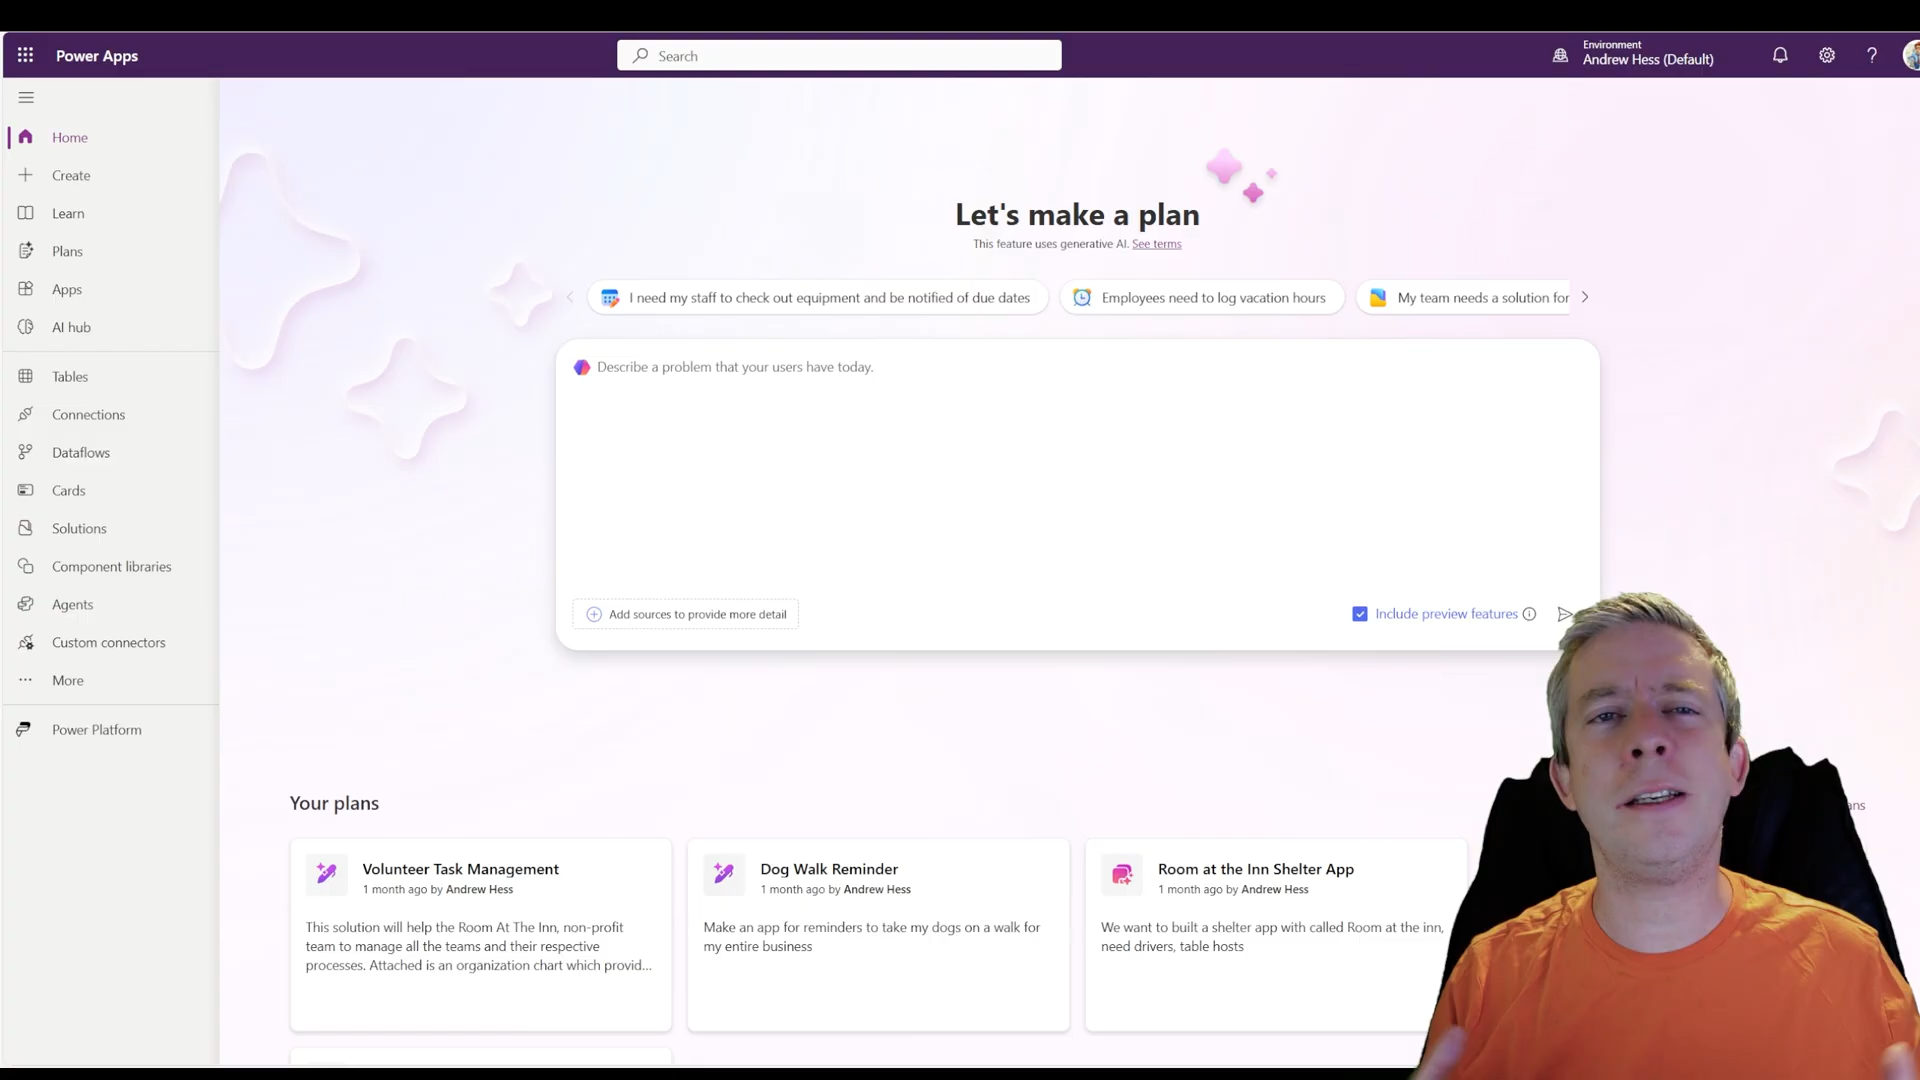 Power Apps
Search
Environment
Andrew Hess (Default)
?
Home
Create
Learn
Plans
Apps
AI hub
Tables
Connections
Dataflows
Cards
Solutions
Component libraries
Agents
Custom connectors
More
Power Platform
Let's make a plan
This feature uses generative AI. See terms
I need my staff to check out equipment and be notified of due dates
Employees need to log vacation hours
My team needs a solution for
Describe a problem that your users have today.
Add sources to provide more detail
Include preview features
Your plans
Volunteer Task Management
1 month ago by Andrew Hess
This solution will help the Room At The Inn, non-profit
team to manage all the teams and their respective
processes. Attached is an organization chart which provid...
Dog Walk Reminder
1 month ago by Andrew Hess
Make an app for reminders to take my dogs on a walk for
my entire business
Room at the Inn Shelter App
1 month ago by Andrew Hess
We want to built a shelter app with called Room at the inn,
need drivers, table hosts